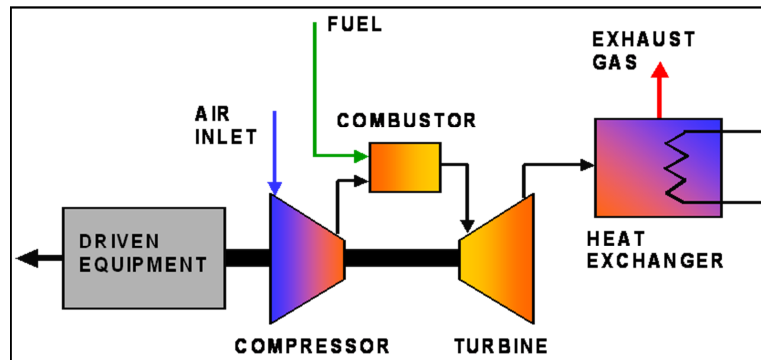 FUEL
EXHAUST
GAS
AIR
INLET
COMBUSTOR
DRIVEN
EQUIPMENT
HEAT
EXCHANGER
COMPRESSOR
TURBINE